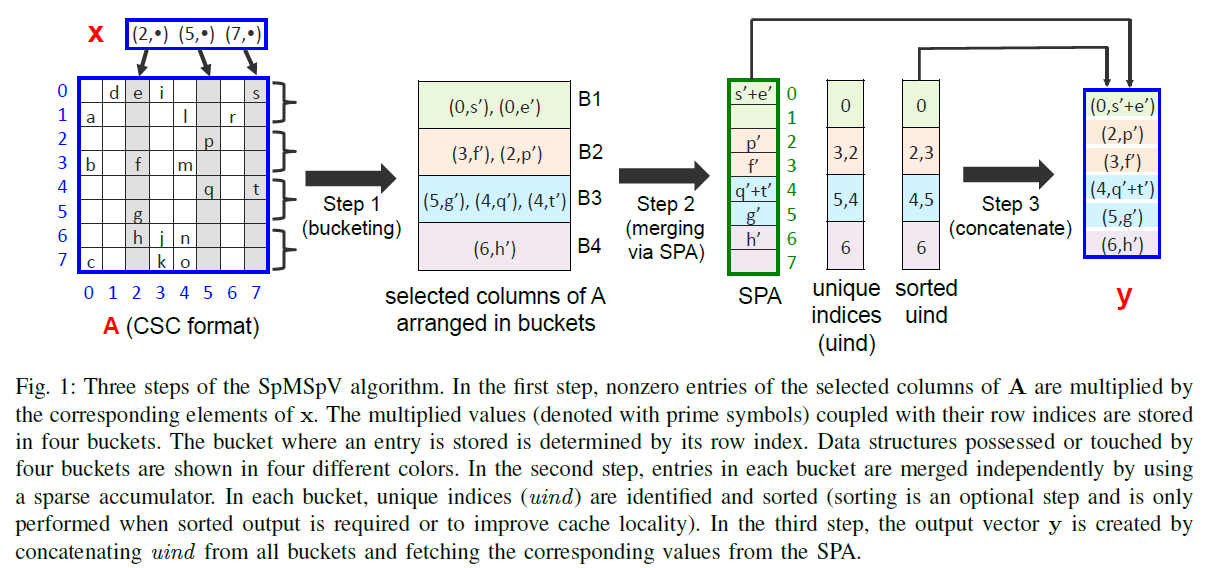 x (2,•) (5,•) (7,•)
0 d e i s
1 a l r
2 p
3 b f m
4 q t
5 g
6 h j n
7 c k o
0 1 2 3 4 5 6 7
A (CSC format)
Step 1
(bucketing)
(0,s’), (0,e’) B1
(3,f’), (2,p’) B2
(5,g’), (4,q’), (4,t’) B3
(6,h’) B4
selected columns of A
arranged in buckets
Step 2
(merging
via SPA)
s’+e’ 0
1
p’ 2
f’ 3
q’+t’ 4
g’ 5
h’ 6
7
SPA
0
3,2
5,4
6
unique
indices
(uind)
0
2,3
4,5
6
sorted
uind
Step 3
(concatenate)
(0,s’+e’)
(2,p’)
(3,f’)
(4,q’+t’)
(5,g’)
(6,h’)
y
Fig. 1: Three steps of the SpMSpV algorithm. In the first step, nonzero entries of the selected columns of A are multiplied by
the corresponding elements of x. The multiplied values (denoted with prime symbols) coupled with their row indices are stored
in four buckets. The bucket where an entry is stored is determined by its row index. Data structures possessed or touched by
four buckets are shown in four different colors. In the second step, entries in each bucket are merged independently by using
a sparse accumulator. In each bucket, unique indices (uind) are identified and sorted (sorting is an optional step and is only
performed when sorted output is required or to improve cache locality). In the third step, the output vector y is created by
concatenating uind from all buckets and fetching the corresponding values from the SPA.